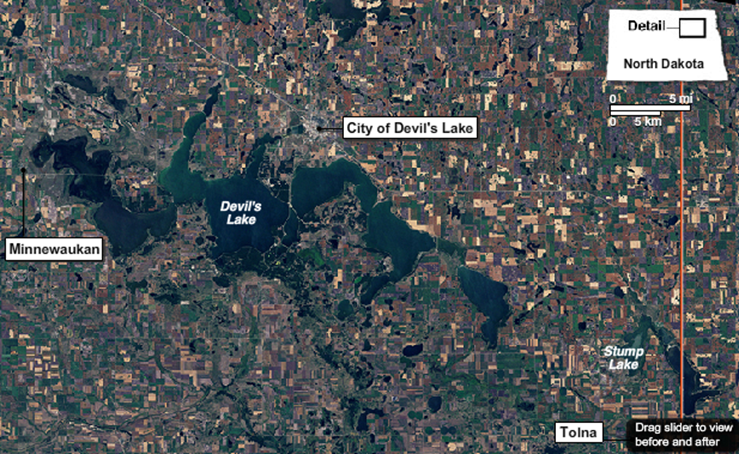 Detail
North Dakota
0 5 mi
0 5 km
City of Devil's Lake
Devil's
Lake
Minnewaukan
Stump
Lake
Tolna
Drag slider to view
before and after